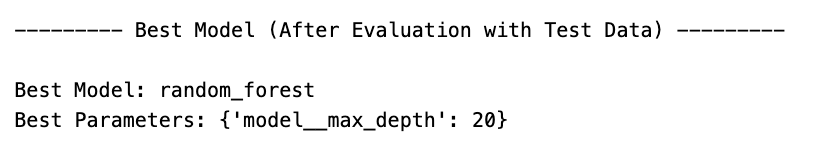 --------- Best Model (After Evaluation with Test Data) ---------
Best Model: random_forest
Best Parameters: {'model__max_depth': 20}